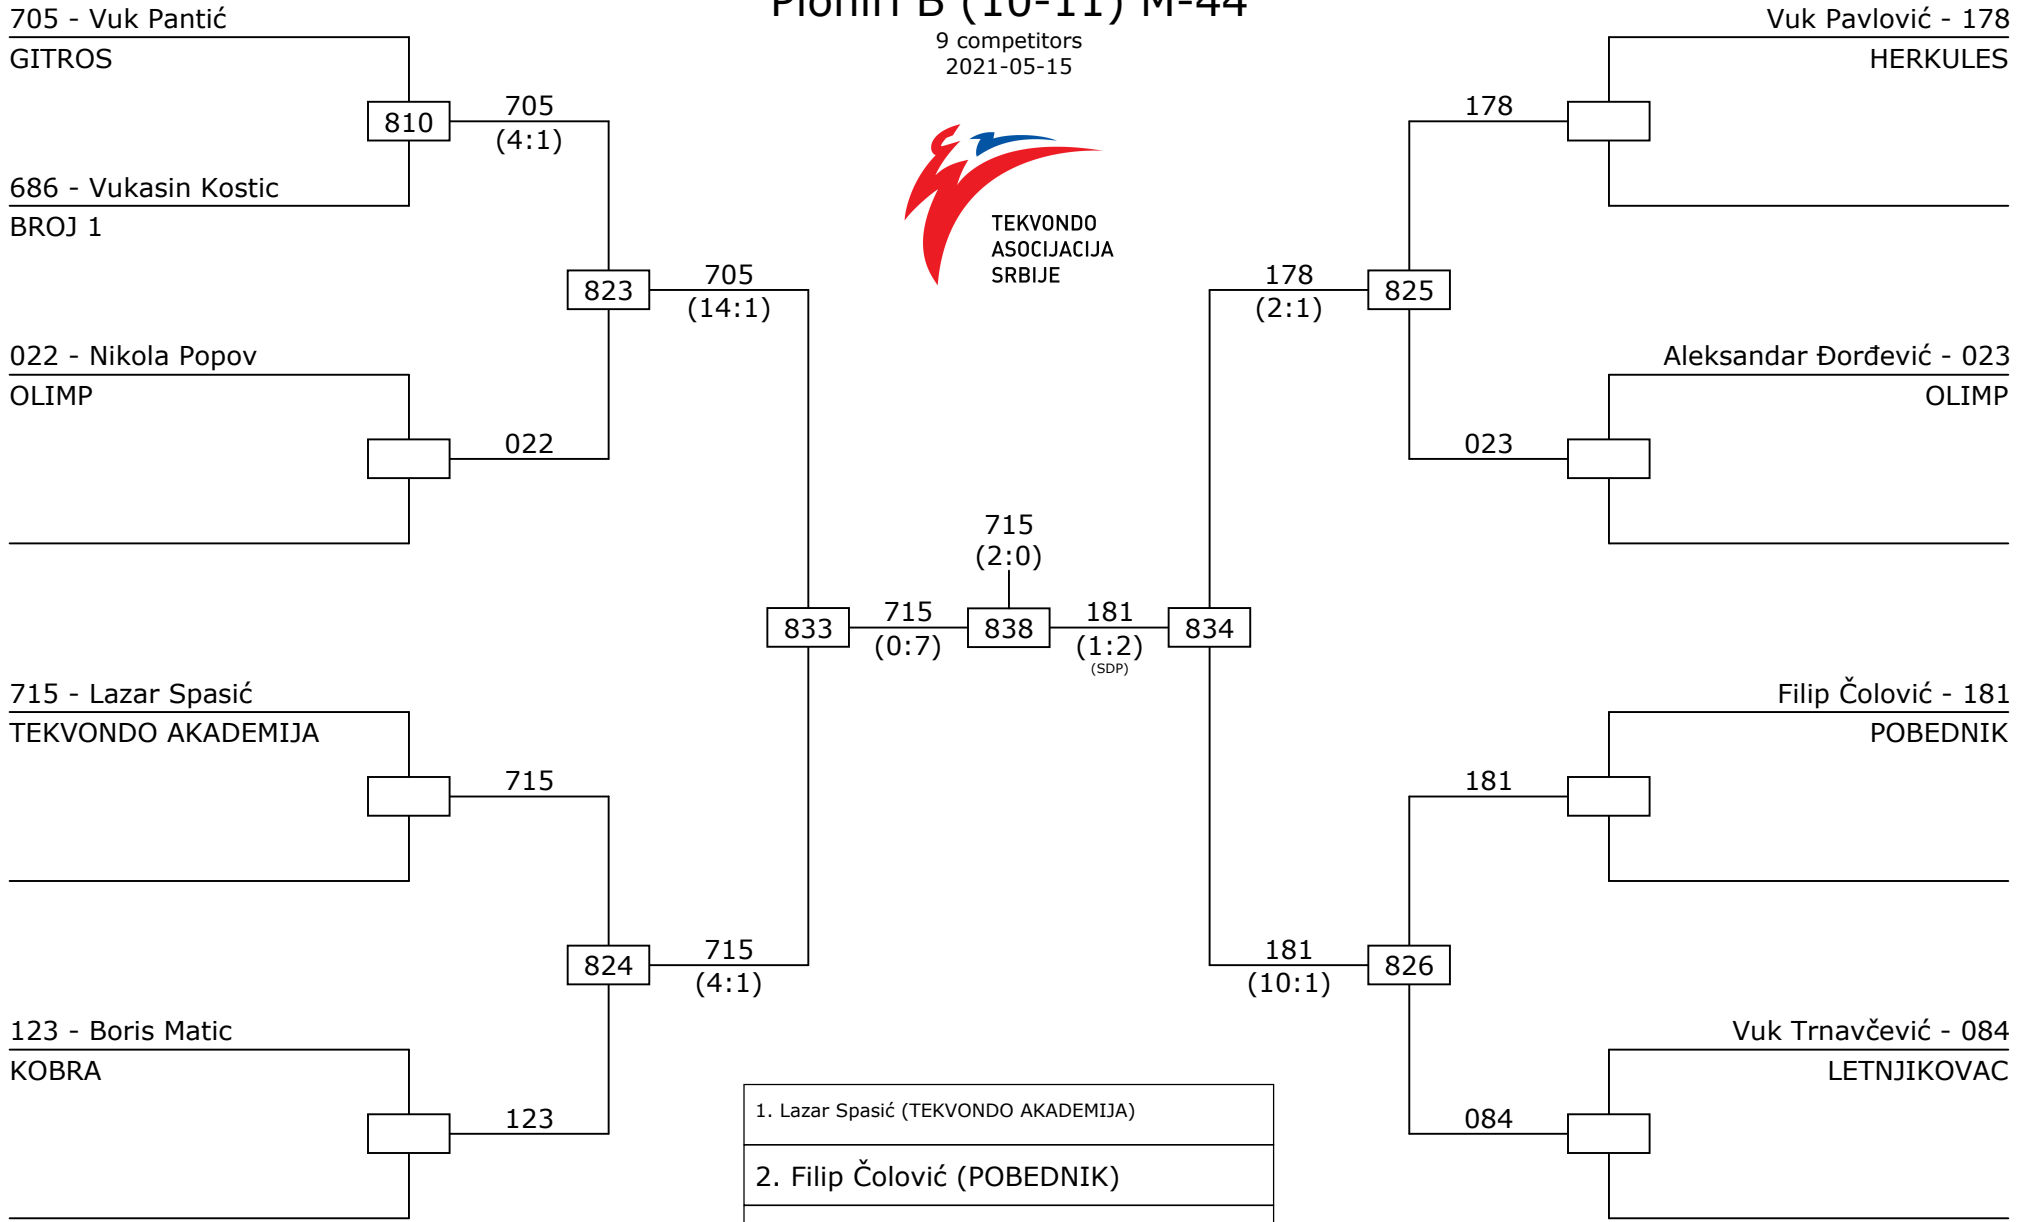 Pioniri B (10-11) M-44
9 competitors
2021-05-15
TEKVONDO
ASOCIJACIJA
SRBIJE
705 - Vuk Pantić
GITROS
810
705
(4:1)
686 - Vukasin Kostic
BROJ 1
823
705
(14:1)
022 - Nikola Popov
OLIMP
022
715 - Lazar Spasić
TEKVONDO AKADEMIJA
715
824
715
(4:1)
123 - Boris Matic
KOBRA
123
833
715
(0:7)
715
(2:0)
838
181
(1:2)
(SDP)
834
Vuk Pavlović - 178
HERKULES
178
178
(2:1)
825
Aleksandar Đorđević - 023
OLIMP
023
Filip Čolović - 181
POBEDNIK
181
181
(10:1)
826
Vuk Trnavčević - 084
LETNJIKOVAC
084
1. Lazar Spasić (TEKVONDO AKADEMIJA)
2. Filip Čolović (POBEDNIK)